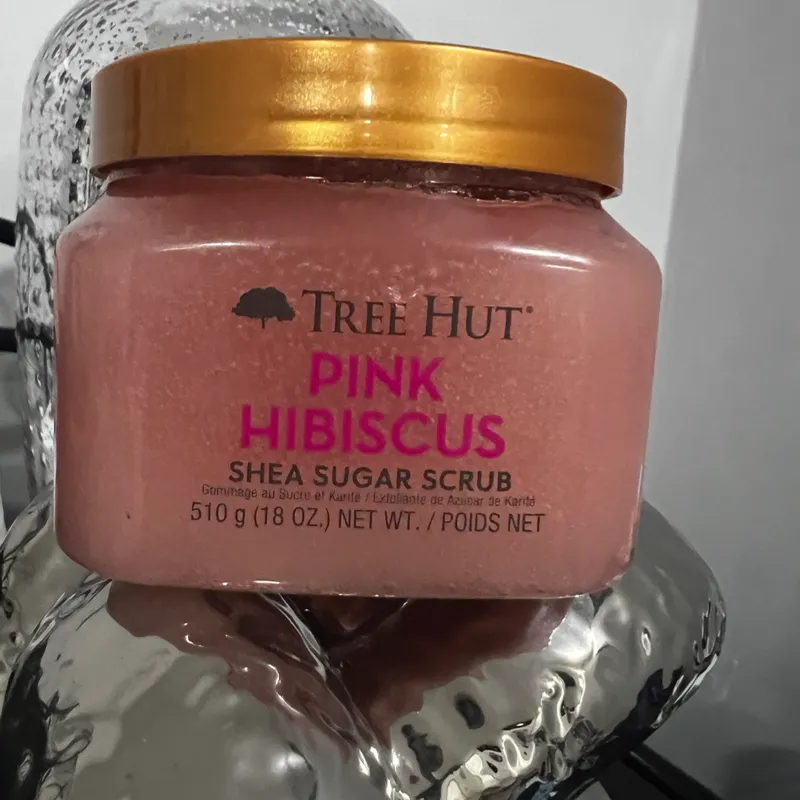 TREE HUT®
PINK
HIBISCUS
SHEA SUGAR SCRUB
Gommage au Sucre et Karité / Exfoliante de Azúcar de Karité
510 g (18 OZ.) NET WT. / POIDS NET